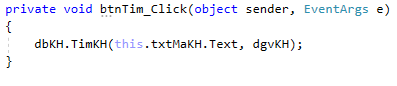 private void btnTim_Click(object sender, EventArgs e)
{
    dbKH.TimKH(this.txtMaKH.Text, dgvKH);
}